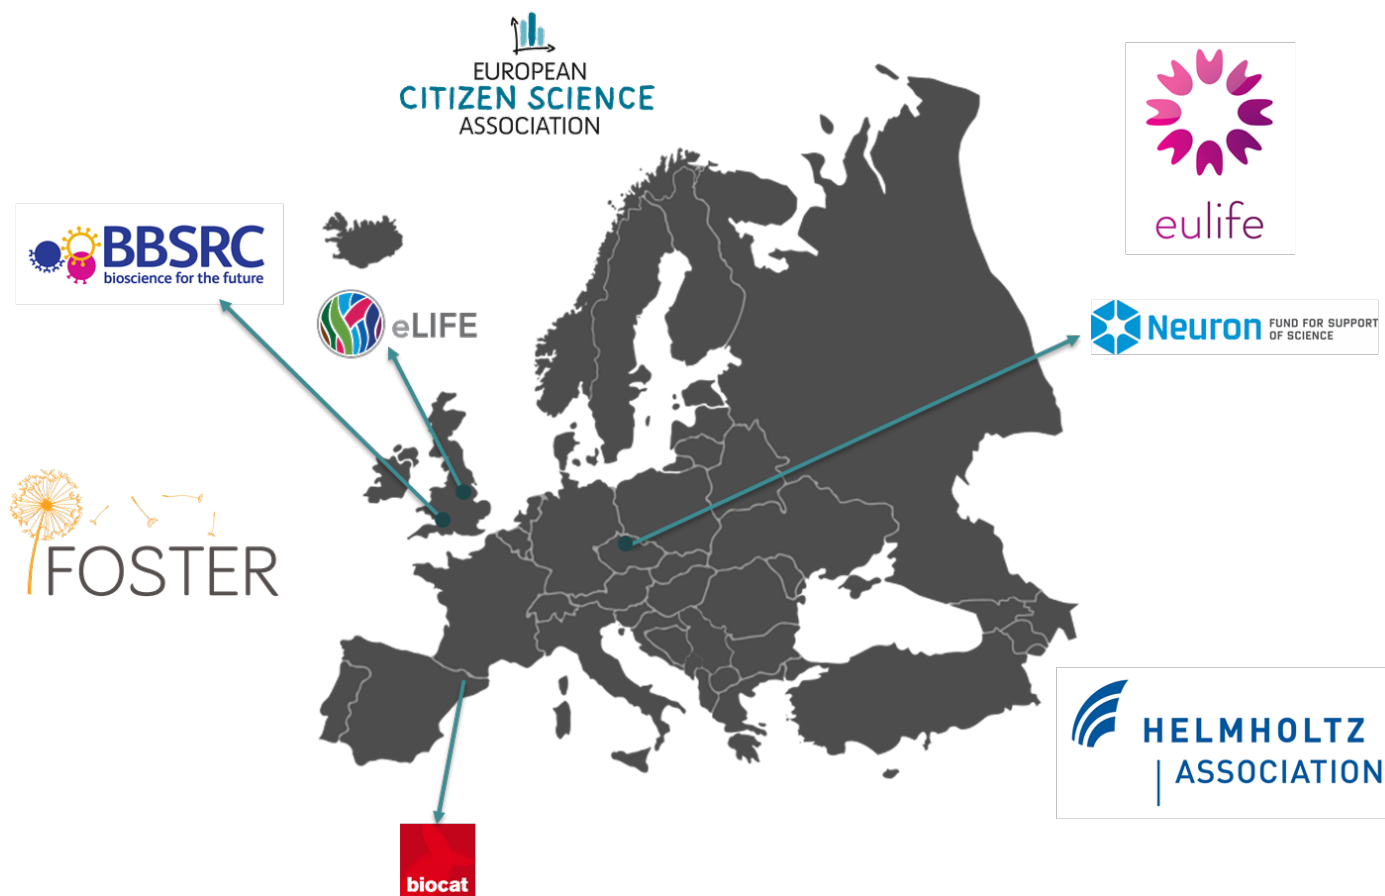 EUROPEAN
CITIZEN SCIENCE
ASSOCIATION
eulife
BBSRC
bioscience for the future
eLIFE
Neuron FUND FOR SUPPORT
OF SCIENCE
FOSTER
HELMHOLTZ
ASSOCIATION
biocat